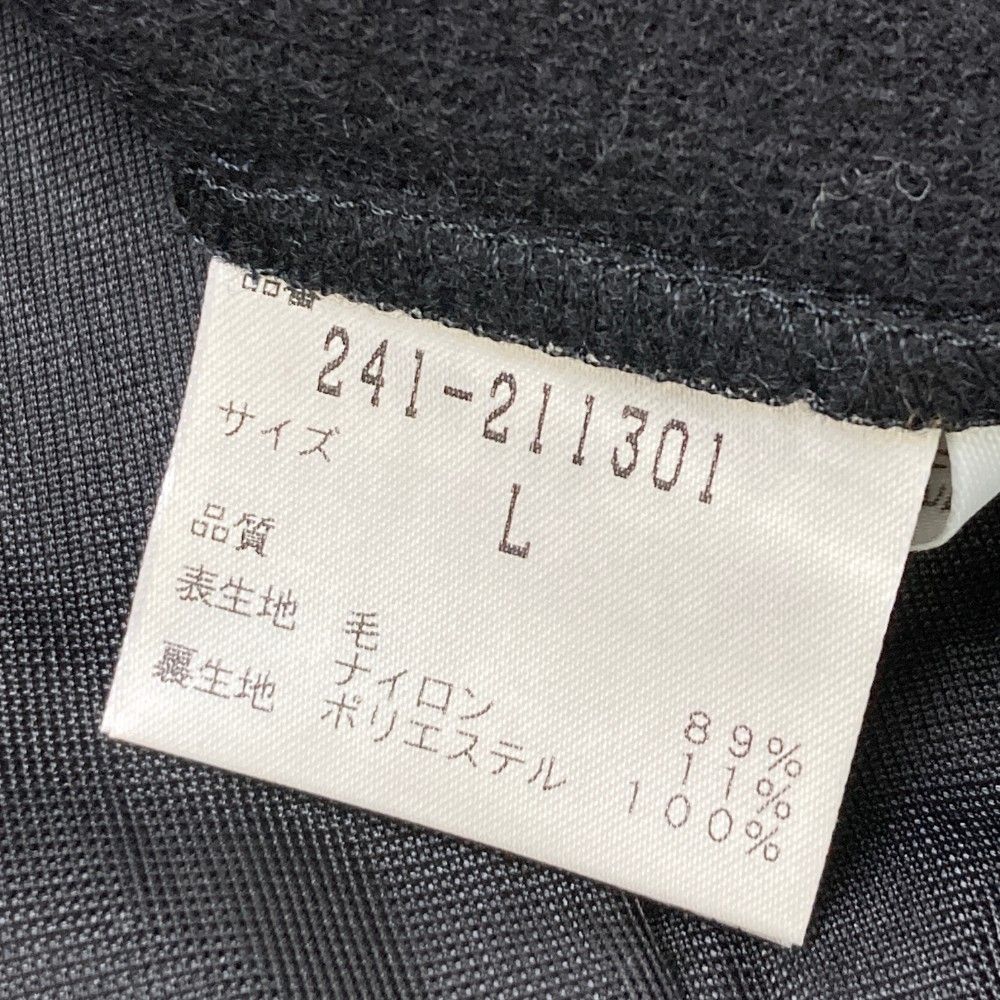 241-211301
サイズ
L
品質
表生地 毛 89%
ナイロン 11%
裏生地 ポリエステル 100%